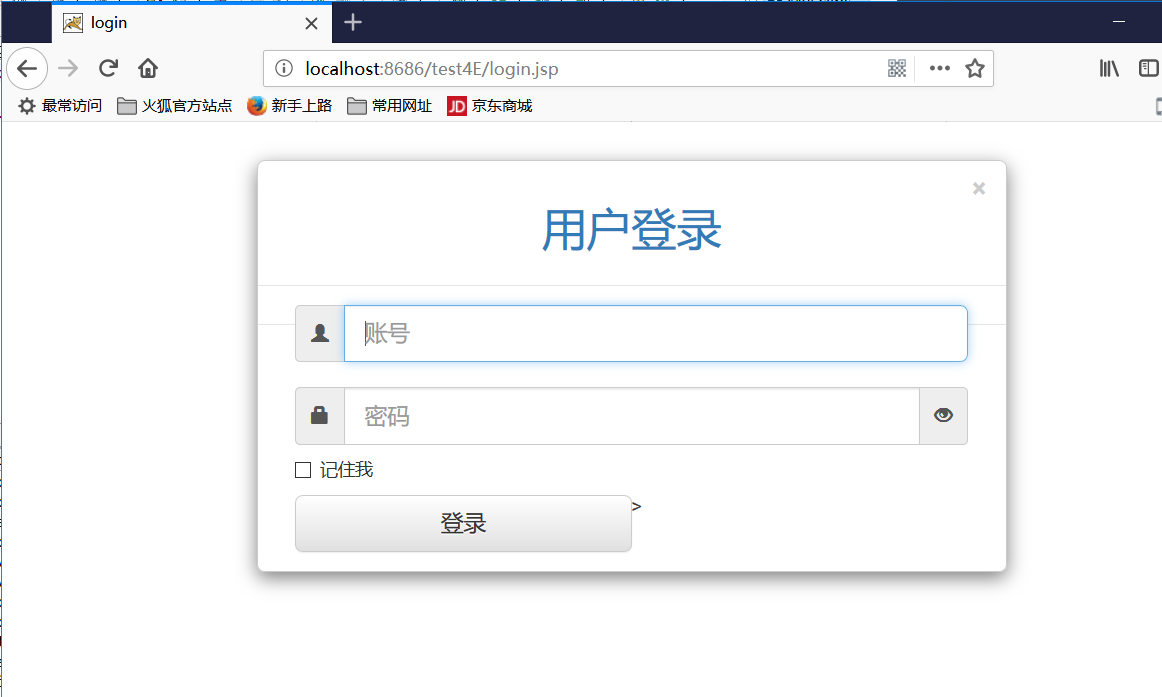 login
localhost:8686/test4E/login.jsp
最常访问 火狐官方站点 新手上路 常用网址 JD 京东商城
×
用户登录
账号
密码
记住我
登录 >